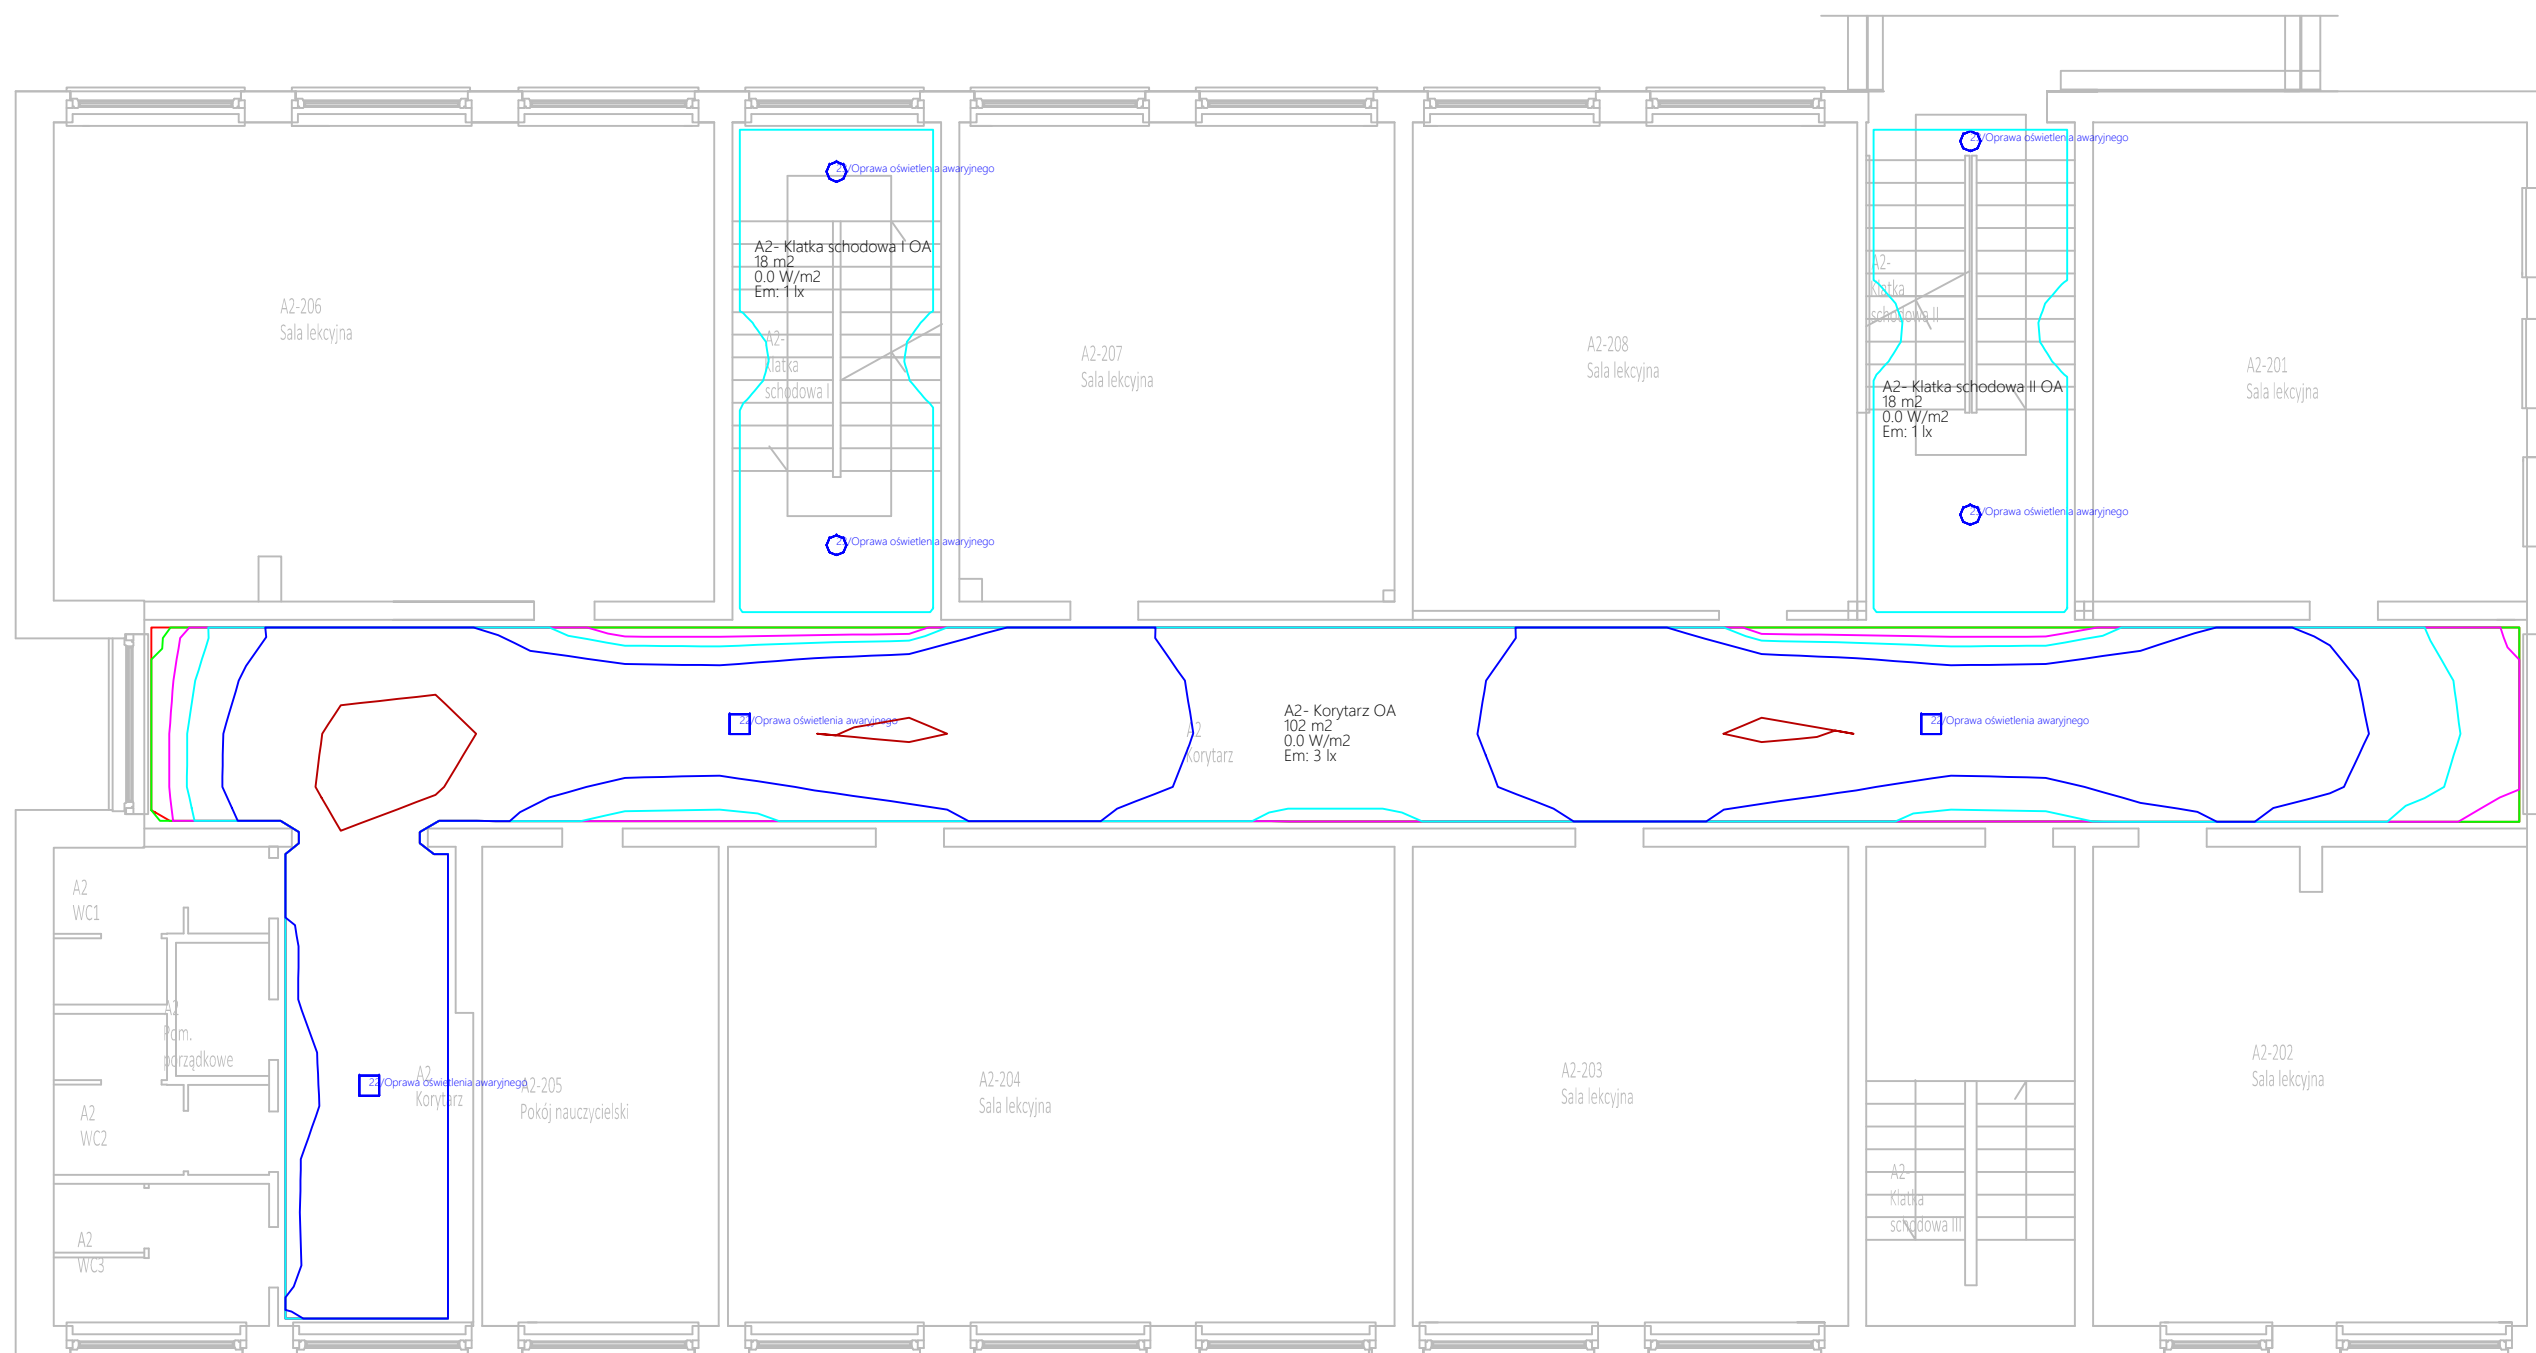 2?/Oprawa oświetlenia awaryjnego
2?/Oprawa oświetlenia awaryjnego
A2- Klatka schodowa I OA
18 m2
0.0 W/m2
Em: 1 lx
A2-
Klatka
schodowa II
A2-206
Sala lekcyjna
A2-
Klatka
schodowa I
A2-207
Sala lekcyjna
A2-208
Sala lekcyjna
A2-201
Sala lekcyjna
A2- Klatka schodowa II OA
18 m2
0.0 W/m2
Em: 1 lx
/Oprawa oświetlenia awaryjnego
/Oprawa oświetlenia awaryjnego
22/Oprawa oświetlenia awaryjnego
A2
Korytarz
A2- Korytarz OA
102 m2
0.0 W/m2
Em: 3 lx
22/Oprawa oświetlenia awaryjnego
A2
WC1
A2
Pom.
porządkowe
22/Oprawa oświetlenia awaryjnego
A2
Korytarz
A2-205
Pokój nauczycielski
A2-204
Sala lekcyjna
A2-203
Sala lekcyjna
A2-202
Sala lekcyjna
A2
WC2
A2-
Klatka
schodowa III
A2
WC3